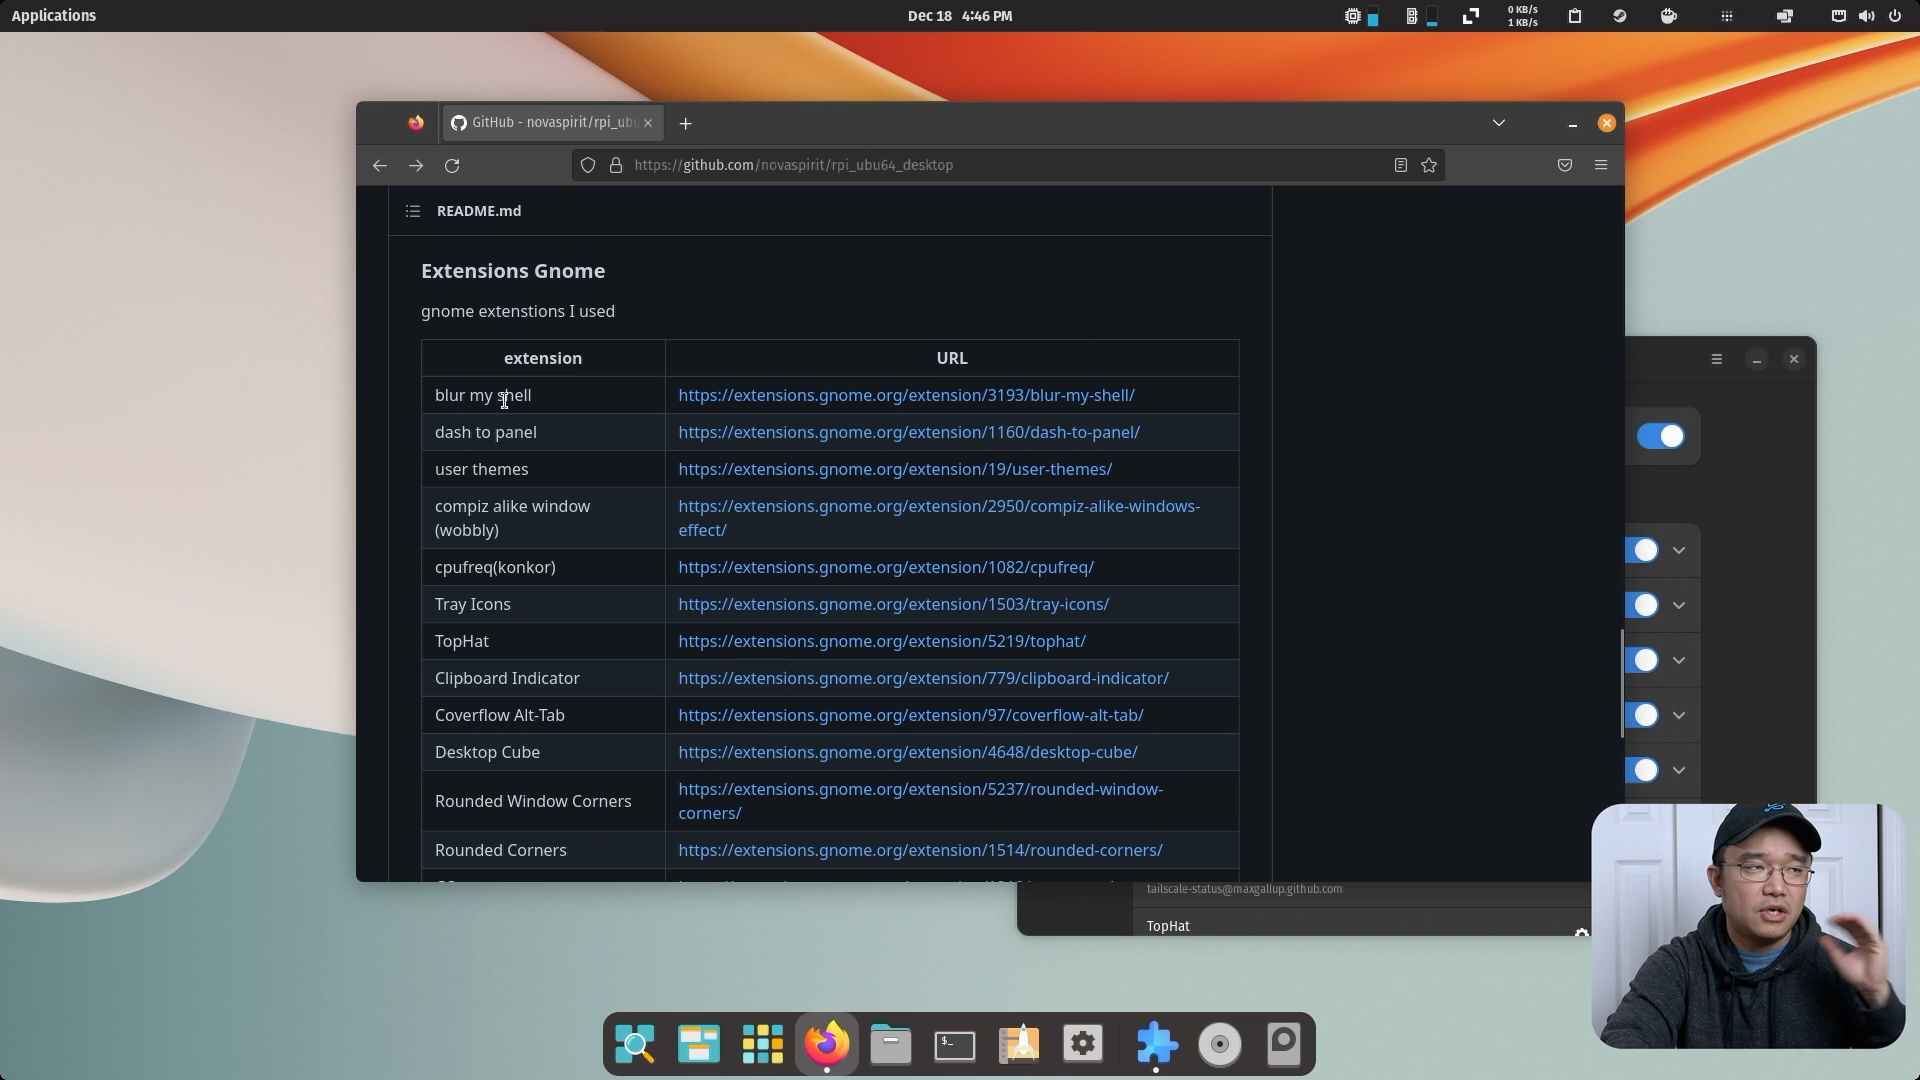 Applications
Dec 18 4:46 PM
0 KB/s
1 KB/s
GitHub - novaspirit/rpi_ubu
https://github.com/novaspirit/rpi_ubu64_desktop
README.md
Extensions Gnome
gnome extenstions I used
extension URL
blur my shell https://extensions.gnome.org/extension/3193/blur-my-shell/
dash to panel https://extensions.gnome.org/extension/1160/dash-to-panel/
user themes https://extensions.gnome.org/extension/19/user-themes/
compiz alike window
(wobbly)
https://extensions.gnome.org/extension/2950/compiz-alike-windows-
effect/
cpufreq(konkor) https://extensions.gnome.org/extension/1082/cpufreq/
Tray Icons https://extensions.gnome.org/extension/1503/tray-icons/
TopHat https://extensions.gnome.org/extension/5219/tophat/
Clipboard Indicator https://extensions.gnome.org/extension/779/clipboard-indicator/
Coverflow Alt-Tab https://extensions.gnome.org/extension/97/coverflow-alt-tab/
Desktop Cube https://extensions.gnome.org/extension/4648/desktop-cube/
Rounded Window Corners
https://extensions.gnome.org/extension/5237/rounded-window-
corners/
Rounded Corners https://extensions.gnome.org/extension/1514/rounded-corners/
tailscale-status@maxgallup.github.com
TopHat
$_